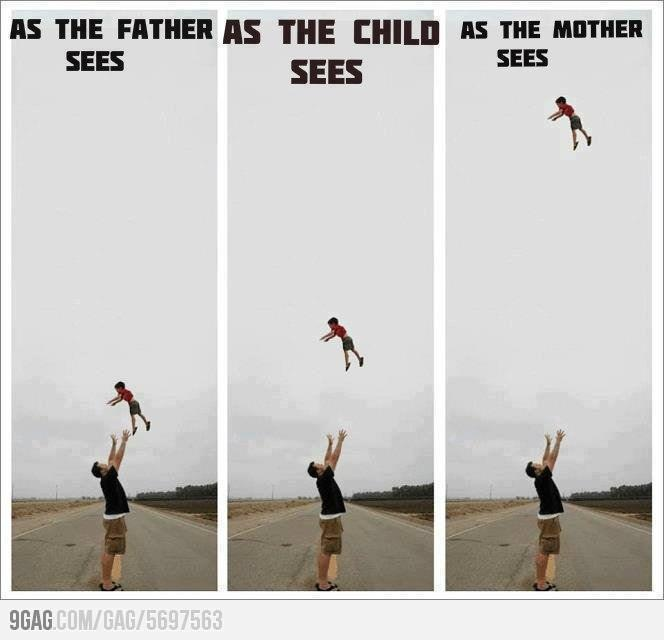 AS THE FATHER
SEES
AS THE CHILD
SEES
AS THE MOTHER
SEES
9GAG.COM/GAG/5697563